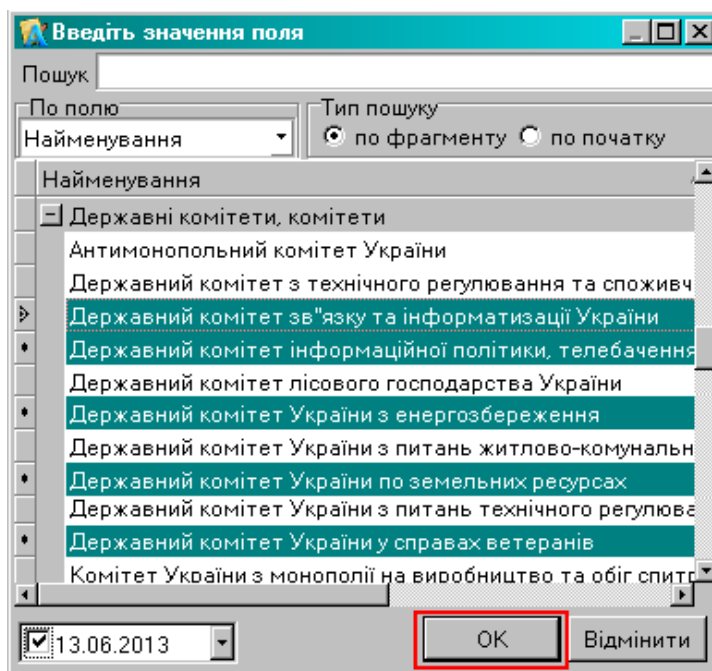 Введіть значення поля
Пошук
По полю
Тип пошуку
Найменування
по фрагменту по початку
Найменування
Державні комітети, комітети
Антимонопольний комітет України
Державний комітет з технічного регулювання та споживч
Державний комітет зв"язку та інформатизації України
Державний комітет інформаційної політики, телебачення
Державний комітет лісового господарства України
Державний комітет України з енергозбереження
Державний комітет України з питань житлово-комунальн
Державний комітет України по земельних ресурсах
Державний комітет України з питань технічного регулюва
Державний комітет України у справах ветеранів
Комітет України з монополії на виробництво та обіг спирт
13.06.2013
OK
Відмінити